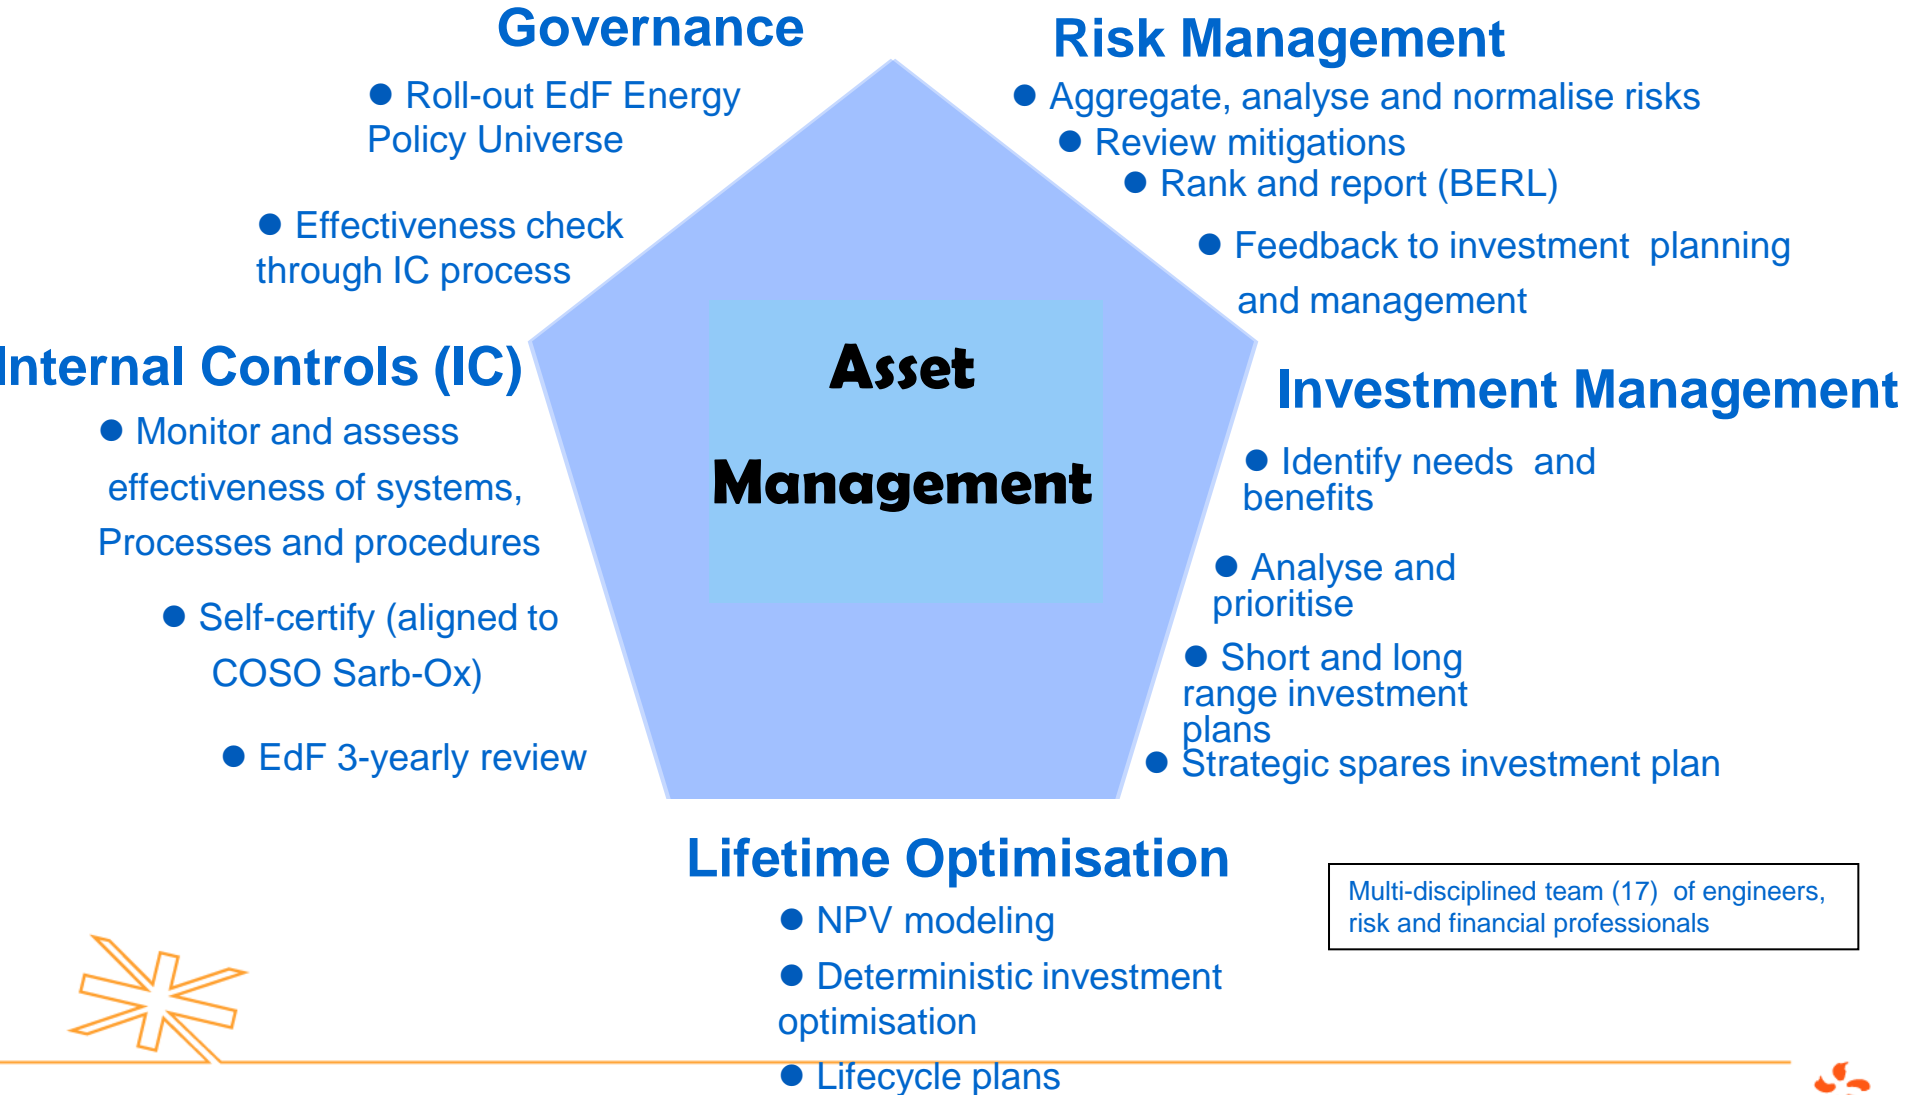 Governance
● Roll-out EdF Energy
Policy Universe
● Effectiveness check
through IC process
Risk Management
● Aggregate, analyse and normalise risks
● Review mitigations
● Rank and report (BERL)
● Feedback to investment planning
and management
Internal Controls (IC)
● Monitor and assess
effectiveness of systems,
Processes and procedures
● Self-certify (aligned to
COSO Sarb-Ox)
● EdF 3-yearly review
Asset
Management
Investment Management
● Identify needs and
benefits
● Analyse and
prioritise
● Short and long
range investment
plans
● Strategic spares investment plan
Lifetime Optimisation
● NPV modeling
● Deterministic investment
optimisation
● Lifecycle plans
Multi-disciplined team (17) of engineers,
risk and financial professionals